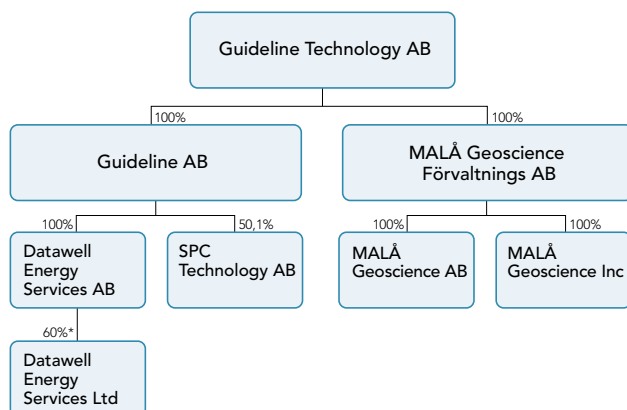 Guideline Technology AB
100%
100%
Guideline AB
MALÅ Geoscience
Förvaltnings AB
100%
50,1%
100%
100%
Datawell
Energy
Services AB
SPC
Technology AB
MALÅ
Geoscience AB
MALÅ
Geoscience Inc
60%*
Datawell
Energy
Services Ltd